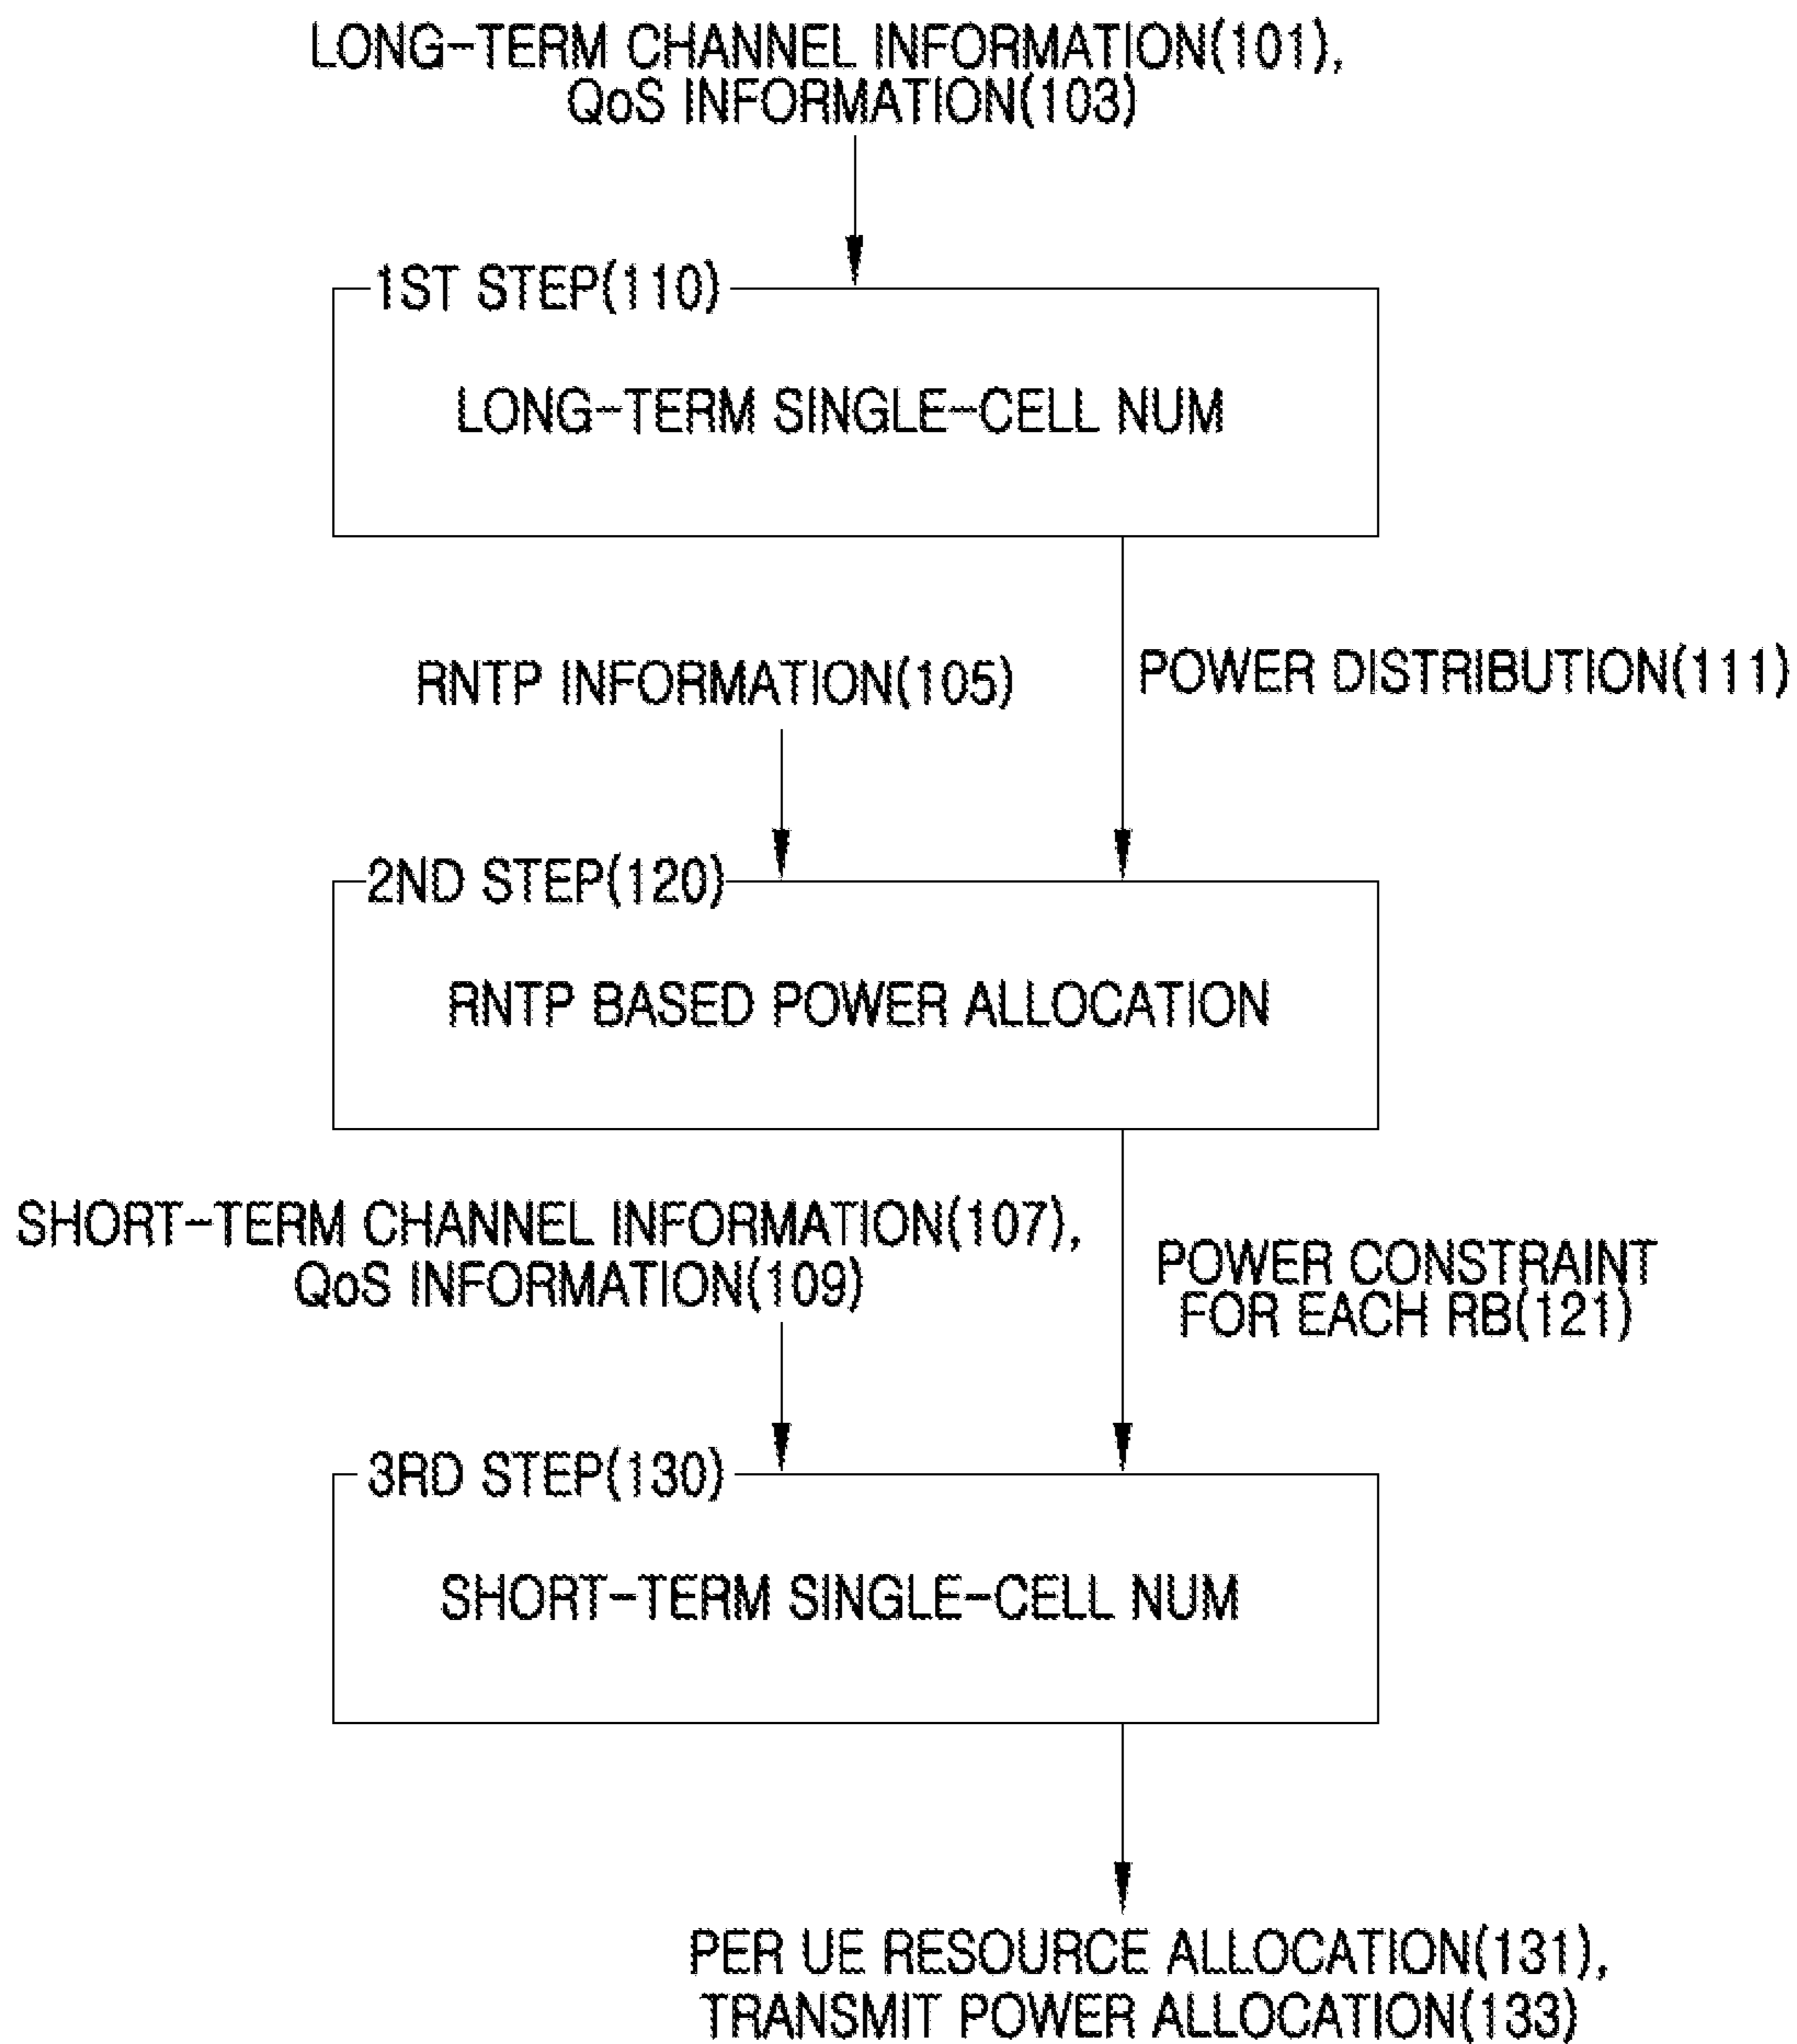 LONG-TERM CHANNEL INFORMATION(101),
QoS INFORMATION(103)
1ST STEP(110)
LONG-TERM SINGLE-CELL NUM
RNTP INFORMATION(105)
POWER DISTRIBUTION(111)
2ND STEP(120)
RNTP BASED POWER ALLOCATION
SHORT-TERM CHANNEL INFORMATION(107),
QoS INFORMATION(109)
POWER CONSTRAINT
FOR EACH RB(121)
3RD STEP(130)
SHORT-TERM SINGLE-CELL NUM
PER UE RESOURCE ALLOCATION(131),
TRANSMIT POWER ALLOCATION(133)